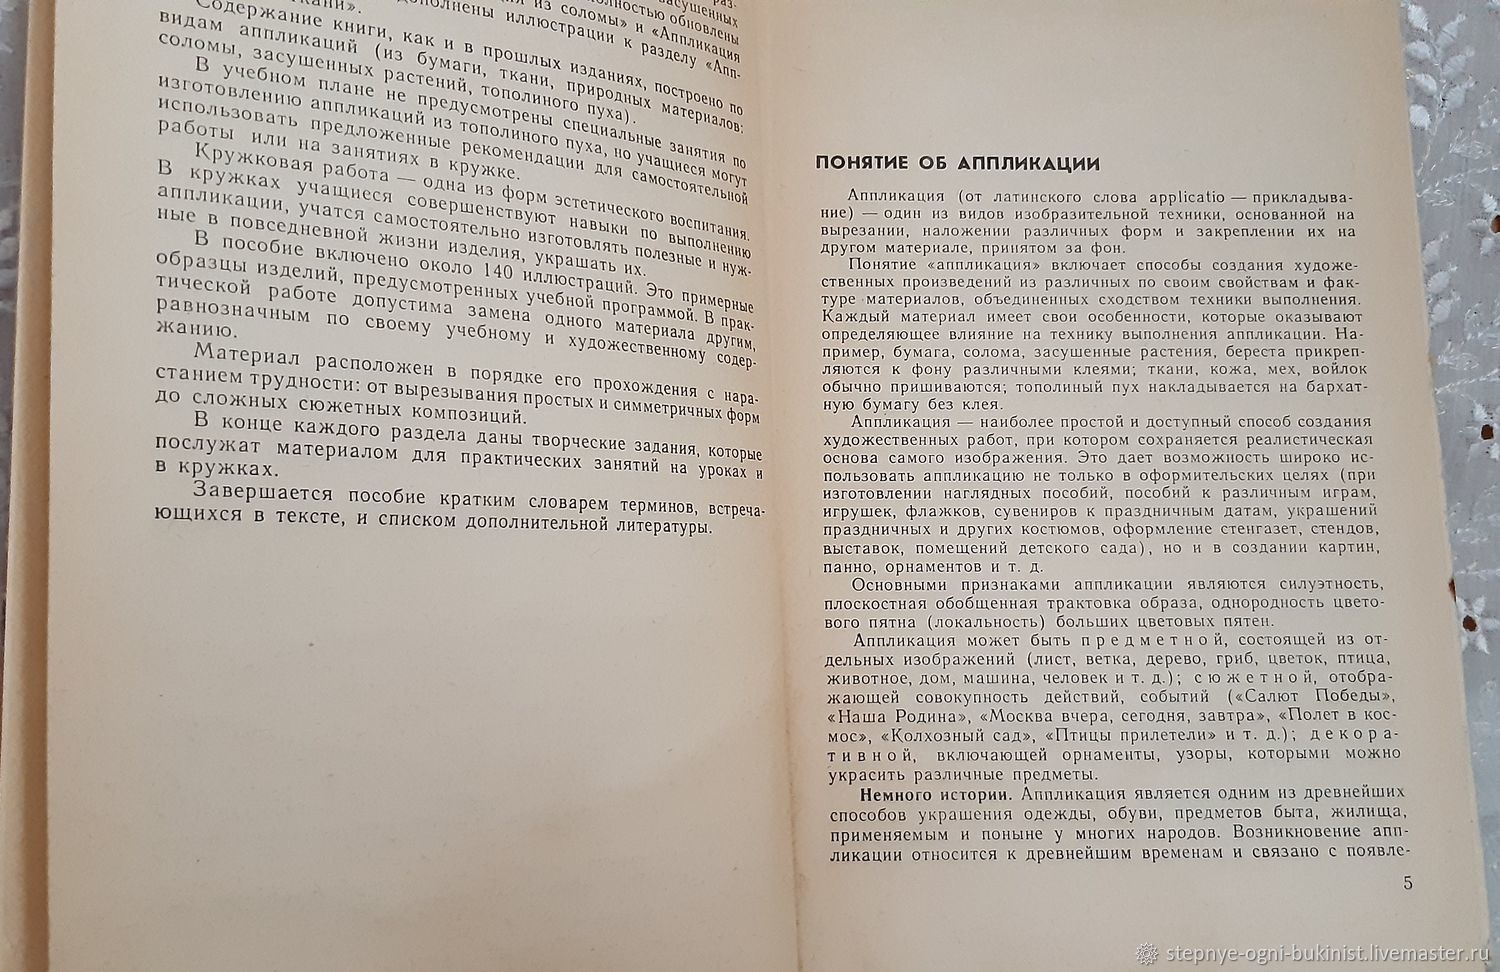 ткани».
дополнены иллюстрации к разделу «Апп-
из соломы» и «Аппликация
полностью обновлены
засушенных
раз-
Содержание книги, как и в прошлых изданиях, построено по
видам аппликаций (из бумаги, ткани, природных материалов:
соломы, засушенных растений, тополиного пуха).
В учебном плане не предусмотрены специальные занятия по
изготовлению аппликаций из тополиного пуха, но учащиеся могут
использовать предложенные рекомендации для самостоятельной
работы или на занятиях в кружке.
Кружковая работа — одна из форм эстетического воспитания.
В кружках учащиеся совершенствуют навыки по выполнению
аппликации, учатся самостоятельно изготовлять полезные и нуж-
ные в повседневной жизни изделия, украшать их.
В пособие включено около 140 иллюстраций. Это примерные
образцы изделий, предусмотренных учебной программой. В прак-
тической работе допустима замена одного материала другим,
равнозначным по своему учебному и художественному содер-
жанию.
Материал расположен в порядке его прохождения с нара-
станием трудности: от вырезывания простых и симметричных форм
до сложных сюжетных композиций.
В конце каждого раздела даны творческие задания, которые
послужат материалом для практических занятий на уроках и
в кружках.
Завершается пособие кратким словарем терминов, встреча-
ющихся в тексте, и списком дополнительной литературы.
ПОНЯТИЕ ОБ АППЛИКАЦИИ
Аппликация (от латинского слова applicatio — прикладыва-
ние) — один из видов изобразительной техники, основанной на
вырезании, наложении различных форм и закреплении их на
другом материале, принятом за фон.
Понятие «аппликация» включает способы создания художе-
ственных произведений из различных по своим свойствам и фак-
туре материалов, объединенных сходством техники выполнения.
Каждый материал имеет свои особенности, которые оказывают
определяющее влияние на технику выполнения аппликации. На-
пример, бумага, солома, засушенные растения, береста прикреп-
ляются к фону различными клеями; ткани, кожа, мех, войлок
обычно пришиваются; тополиный пух накладывается на бархат-
ную бумагу без клея.
Аппликация — наиболее простой и доступный способ создания
художественных работ, при котором сохраняется реалистическая
основа самого изображения. Это дает возможность широко ис-
пользовать аппликацию не только в оформительских целях (при
изготовлении наглядных пособий, пособий к различным играм,
игрушек, флажков, сувениров к праздничным датам, украшений
праздничных и других костюмов, оформление стенгазет, стендов,
выставок, помещений детского сада), но и в создании картин,
панно, орнаментов и т. д.
Основными признаками аппликации являются силуэтность,
плоскостная обобщенная трактовка образа, однородность цвето-
вого пятна (локальность) больших цветовых пятен.
Аппликация может быть предметной, состоящей из от-
дельных изображений (лист, ветка, дерево, гриб, цветок, птица,
животное, дом, машина, человек и т. д.); сюжетной, отобра-
жающей совокупность действий, событий («Салют Победы»,
«Наша Родина», «Москва вчера, сегодня, завтра», «Полет в кос-
мос», «Колхозный сад», «Птицы прилетели» и т. д.); декора-
тивной, включающей орнаменты, узоры, которыми можно
украсить различные предметы.
Немного истории. Аппликация является одним из древнейших
способов украшения одежды, обуви, предметов быта, жилища,
применяемым и поныне у многих народов. Возникновение апп-
ликации относится к древнейшим временам и связано с появле-
5
stepnye-ogni-bukinist.livemaster.ru